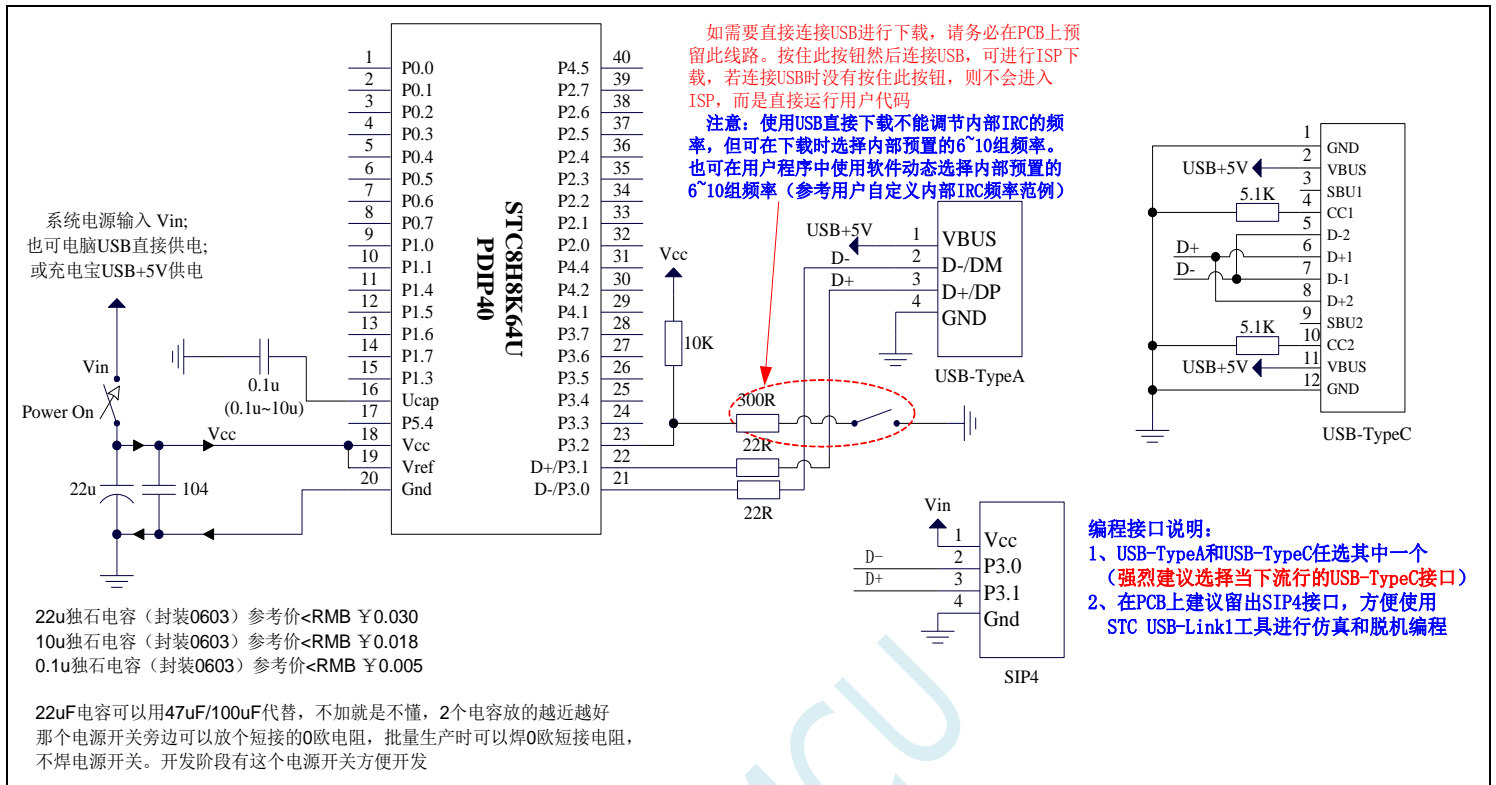 如需要直接连接USB进行下载，请务必在PCB上预
留此线路。按住此按钮然后连接USB，可进行ISP下
载，若连接USB时没有按住此按钮，则不会进入
ISP，而是直接运行用户代码
注意：使用USB直接下载不能调节内部IRC的频
率，但可在下载时选择内部预置的6~10组频率。
也可在用户程序中使用软件动态选择内部预置的
6~10组频率（参考用户自定义内部IRC频率范例）
系统电源输入 Vin;
也可电脑USB直接供电;
或充电宝USB+5V供电
Vin
Power On
Vcc
22u
104
0.1u
(0.1u~10u)
STC8H8K64U
PDIP40
1 P0.0
2 P0.1
3 P0.2
4 P0.3
5 P0.4
6 P0.5
7 P0.6
8 P0.7
9 P1.0
10 P1.1
11 P1.4
12 P1.5
13 P1.6
14 P1.7
15 P1.3
16 Ucap
17 P5.4
18 Vcc
19 Vref
20 Gnd
P4.5 40
P2.7 39
P2.6 38
P2.5 37
P2.4 36
P2.3 35
P2.2 34
P2.1 33
P2.0 32
P4.4 31
P4.2 30
P4.1 29
P3.7 28
P3.6 27
P3.5 26
P3.4 25
P3.3 24
P3.2 23
D+/P3.1 22
D-/P3.0 21
Vcc
10K
300R
22R
22R
USB+5V
D-
D+
1 VBUS
2 D-/DM
3 D+/DP
4 GND
USB-TypeA
USB+5V
5.1K
D+
D-
5.1K
USB+5V
1 GND
2 VBUS
3 SBU1
4 CC1
5 D-2
6 D+1
7 D-1
8 D+2
9 SBU2
10 CC2
11 VBUS
12 GND
USB-TypeC
Vin
D-
D+
1 Vcc
2 P3.0
3 P3.1
4 Gnd
SIP4
编程接口说明：
1、USB-TypeA和USB-TypeC任选其中一个
（强烈建议选择当下流行的USB-TypeC接口）
2、在PCB上建议留出SIP4接口，方便使用
STC USB-Link1工具进行仿真和脱机编程
22u独石电容（封装0603）参考价<RMB ￥0.030
10u独石电容（封装0603）参考价<RMB ￥0.018
0.1u独石电容（封装0603）参考价<RMB ￥0.005
22uF电容可以用47uF/100uF代替，不加就是不懂，2个电容放的越近越好
那个电源开关旁边可以放个短接的0欧电阻，批量生产时可以焊0欧短接电阻，
不焊电源开关。开发阶段有这个电源开关方便开发
MCU